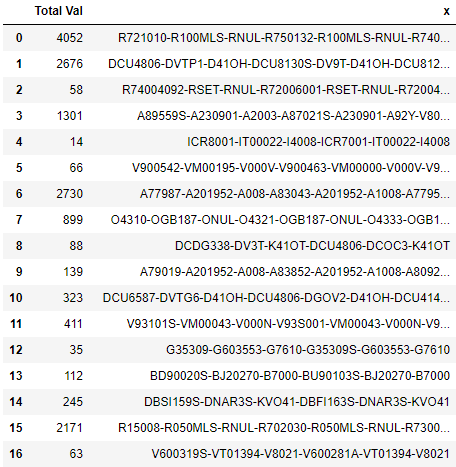 Total Val x
0 4052 R721010-R100MLS-RNUL-R750132-R100MLS-RNUL-R740...
1 2676 DCU4806-DVTP1-D41OH-DCU8130S-DV9T-D41OH-DCU812...
2 58 R74004092-RSET-RNUL-R72006001-RSET-RNUL-R72004...
3 1301 A89559S-A230901-A2003-A87021S-A230901-A92Y-V80...
4 14 ICR8001-IT00022-I4008-ICR7001-IT00022-I4008
5 66 V900542-VM00195-V000V-V900463-VM00000-V000V-V9...
6 2730 A77987-A201952-A008-A83043-A201952-A1008-A7795...
7 899 O4310-OGB187-ONUL-O4321-OGB187-ONUL-O4333-OGB1...
8 88 DCDG338-DV3T-K41OT-DCU4806-DCOC3-K41OT
9 139 A79019-A201952-A008-A83852-A201952-A1008-A8092...
10 323 DCU6587-DVTG6-D41OH-DCU4806-DGOV2-D41OH-DCU414...
11 411 V93101S-VM00043-V000N-V93S001-VM00043-V000N-V9...
12 35 G35309-G603553-G7610-G35309S-G603553-G7610
13 112 BD90020S-BJ20270-B7000-BU90103S-BJ20270-B7000
14 245 DBSI159S-DNAR3S-KVO41-DBFI163S-DNAR3S-KVO41
15 2171 R15008-R050MLS-RNUL-R702030-R050MLS-RNUL-R7300...
16 63 V600319S-VT01394-V8021-V600281A-VT01394-V8021